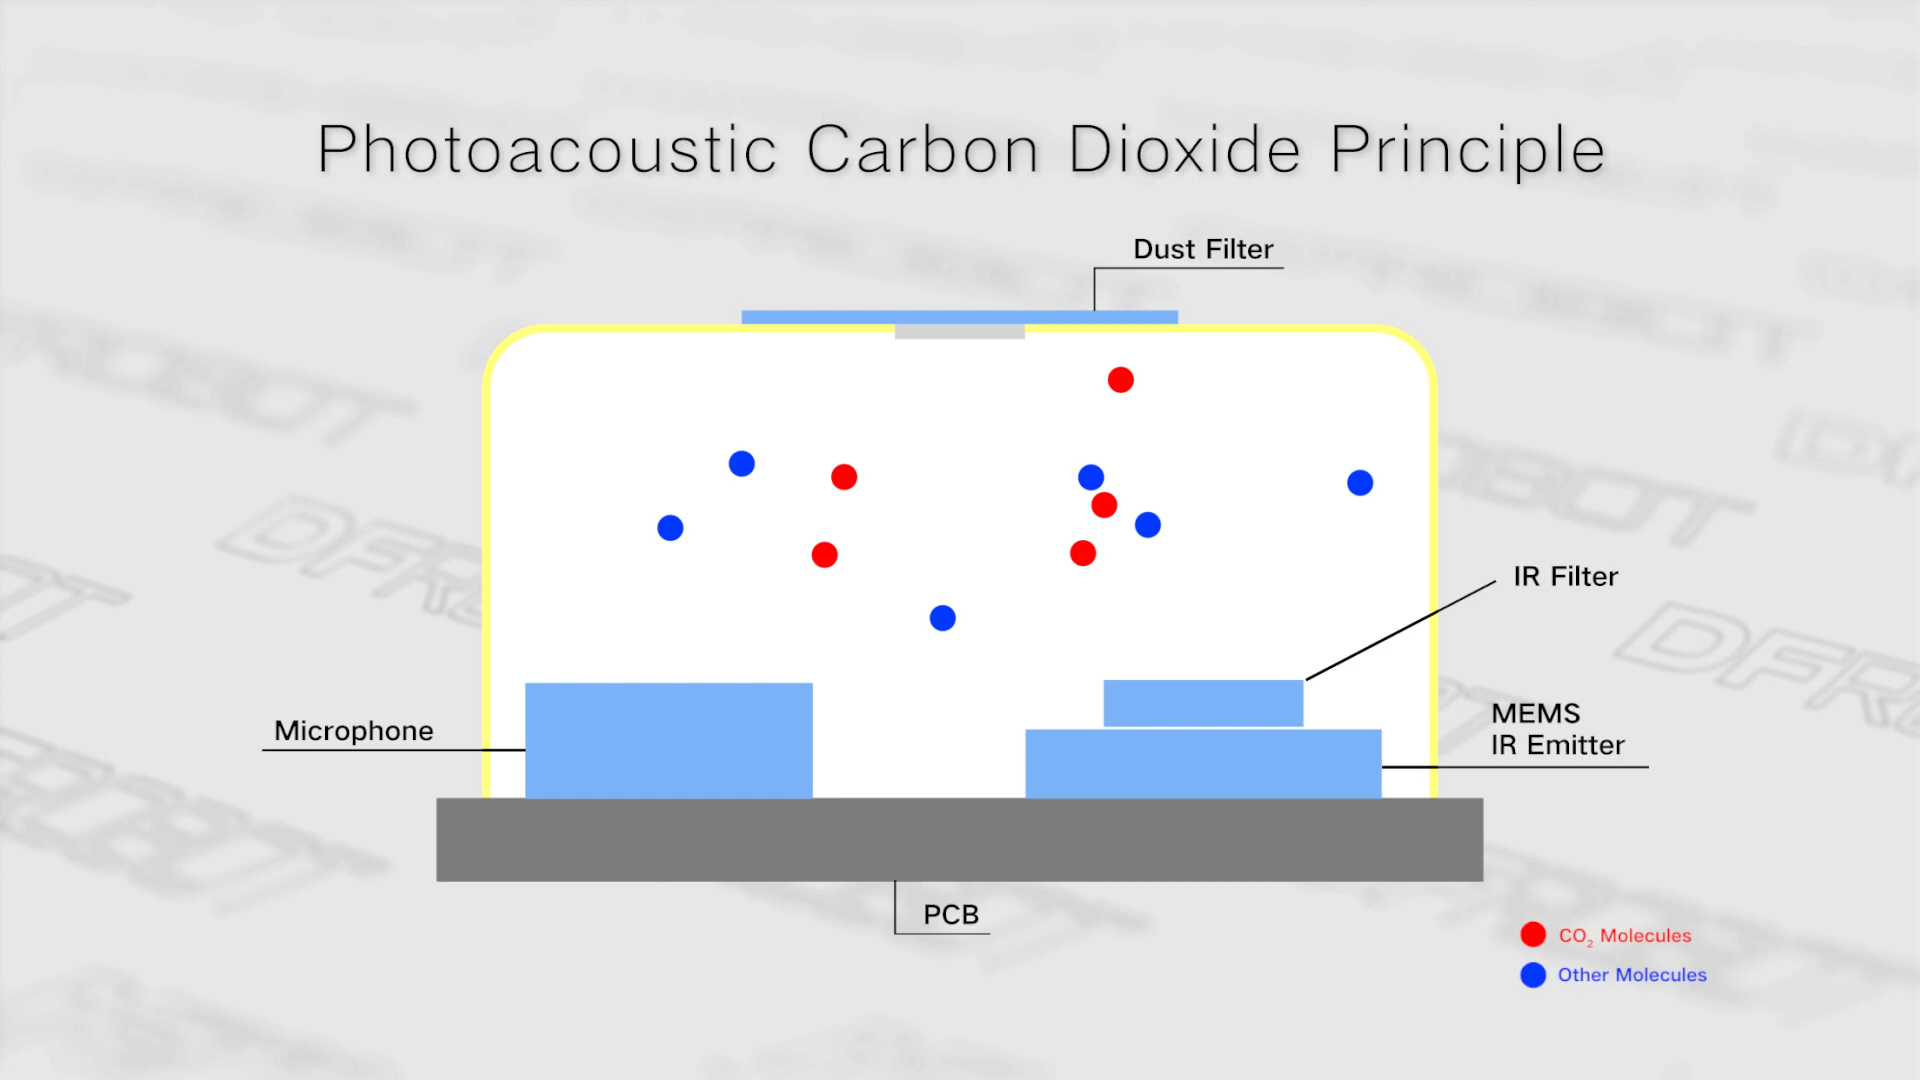 Photoacoustic Carbon Dioxide Principle
Dust Filter
IR Filter
Microphone
MEMS
IR Emitter
PCB
CO₂ Molecules
Other Molecules